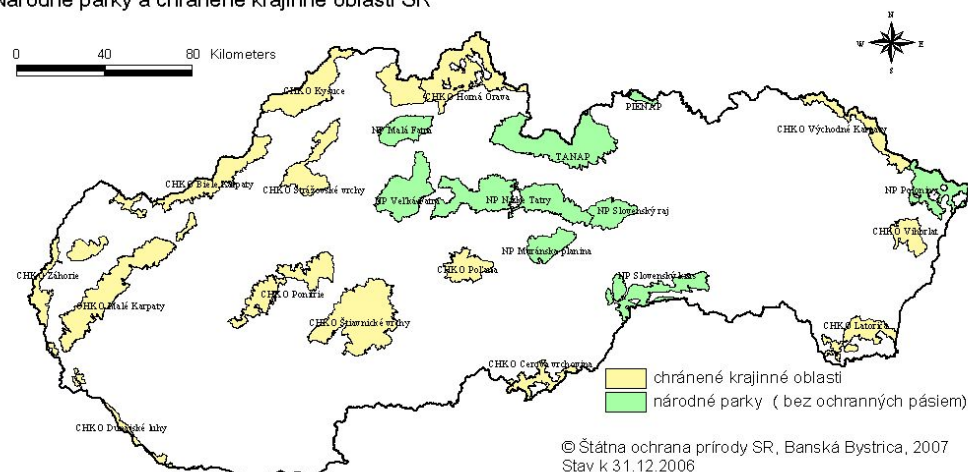 Národné parky a chránené krajinné oblasti SR
N
W E
S
0 40 80 Kilometers
CHKO Kysuce
CHKO Horná Orava
PIENAP
NP Malá Fatra
CHKO Východné Karpaty
TANAP
CHKO Biele Karpaty
CHKO Strážovské vrchy
NP Veľká Fatra
NP Nízke Tatry
NP Slovenský raj
NP Poloniny
CHKO Vihorlat
NP Muránska planina
CHKO Záhorie
CHKO Poľana
NP Slovenský kras
CHKO Ponitrie
CHKO Malé Karpaty
CHKO Štiavnické vrchy
CHKO Latorica
CHKO Cerová vrchovina
CHKO Dunajské luhy
chránené krajinné oblasti
národné parky ( bez ochranných pásiem)
© Štátna ochrana prírody SR, Banská Bystrica, 2007
Stav k 31.12.2006